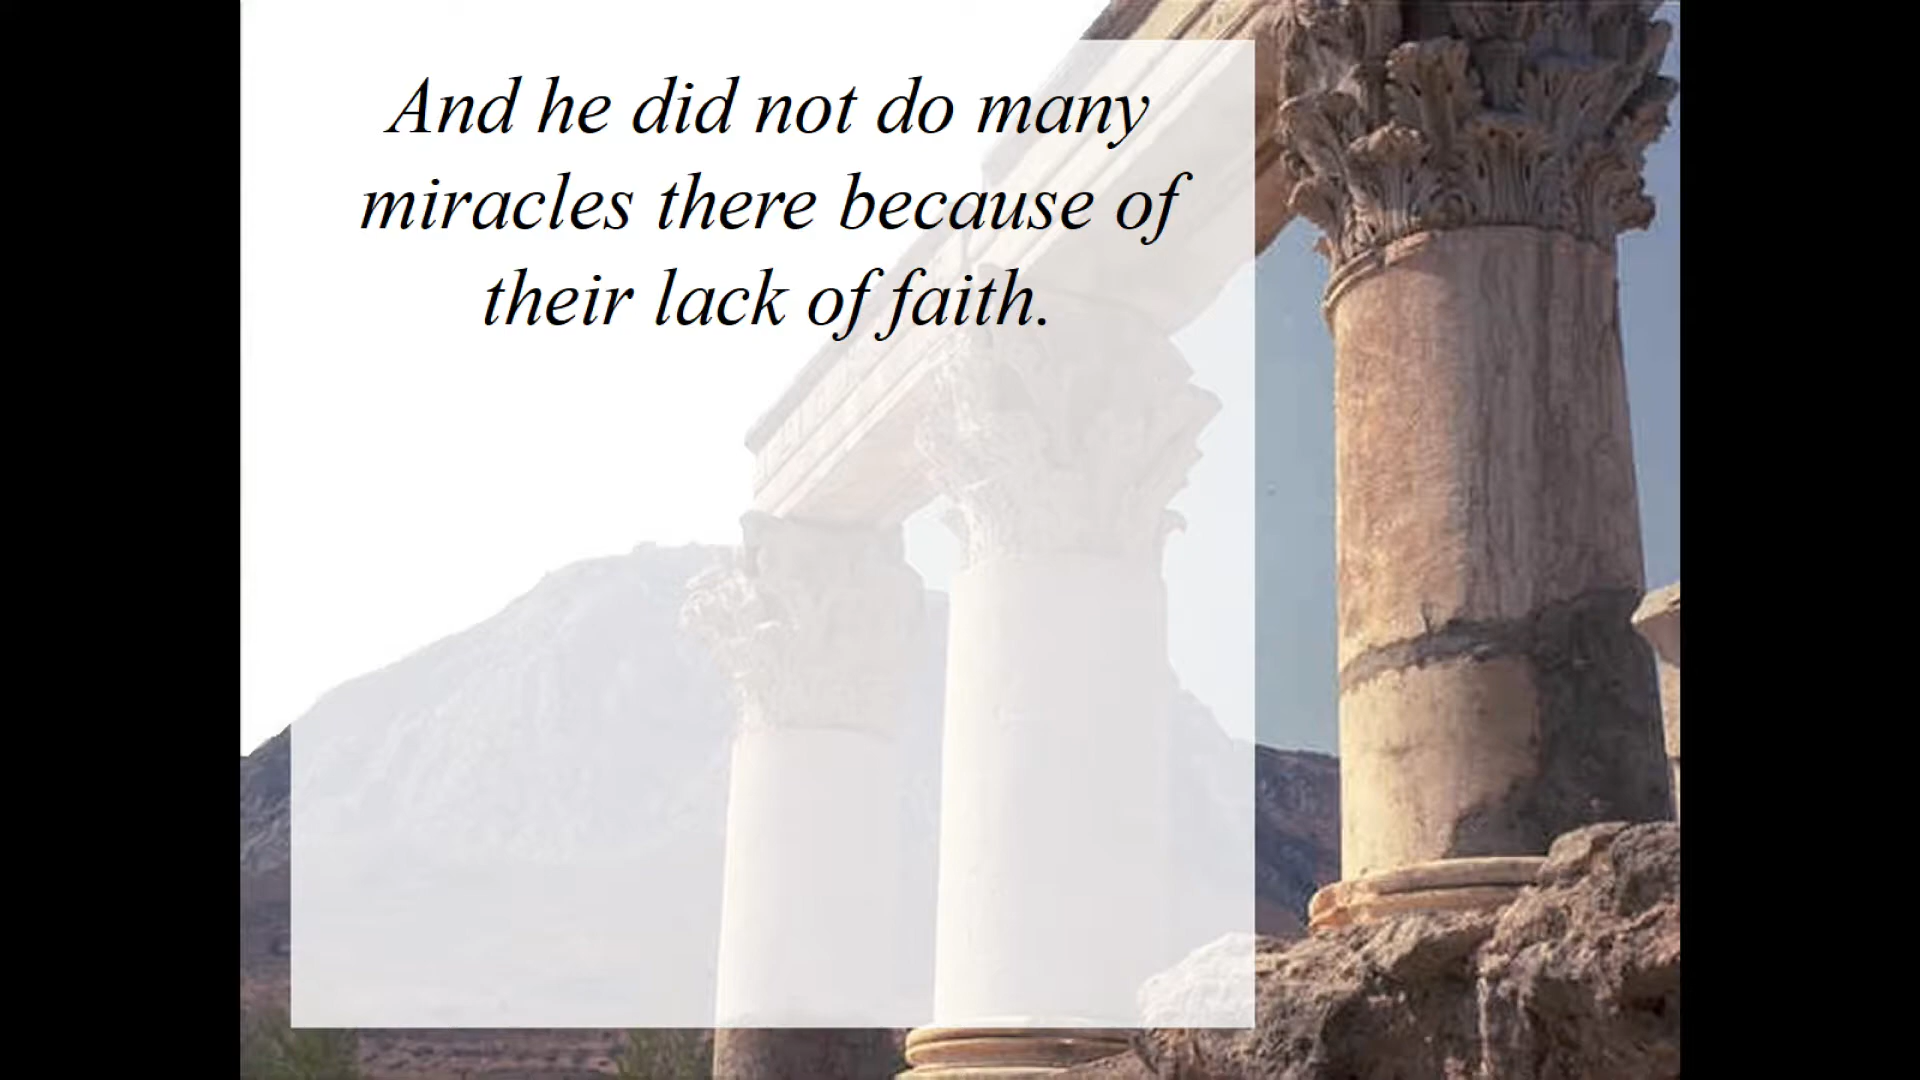 And he did not do many
miracles there because of
their lack of faith.